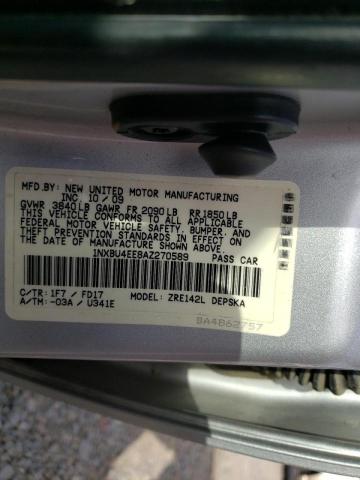 MFD.BY: NEW UNITED MOTOR MANUFACTURING
INC. 10/09
GVWR 3840LB GAWR FR 2090LB RR 1850LB
THIS VEHICLE CONFORMS TO ALL APPLICABLE
FEDERAL MOTOR VEHICLE SAFETY, BUMPER, AND
THEFT PREVENTION STANDARDS IN EFFECT ON
THE DATE OF MANUFACTURE SHOWN ABOVE.
1NXBU4EE8AZ270589 PASS CAR
C/TR: 1F7 / FD17 MODEL: ZRE142L DEPSKA
A/TM: -03A / U341E
BA4B62757